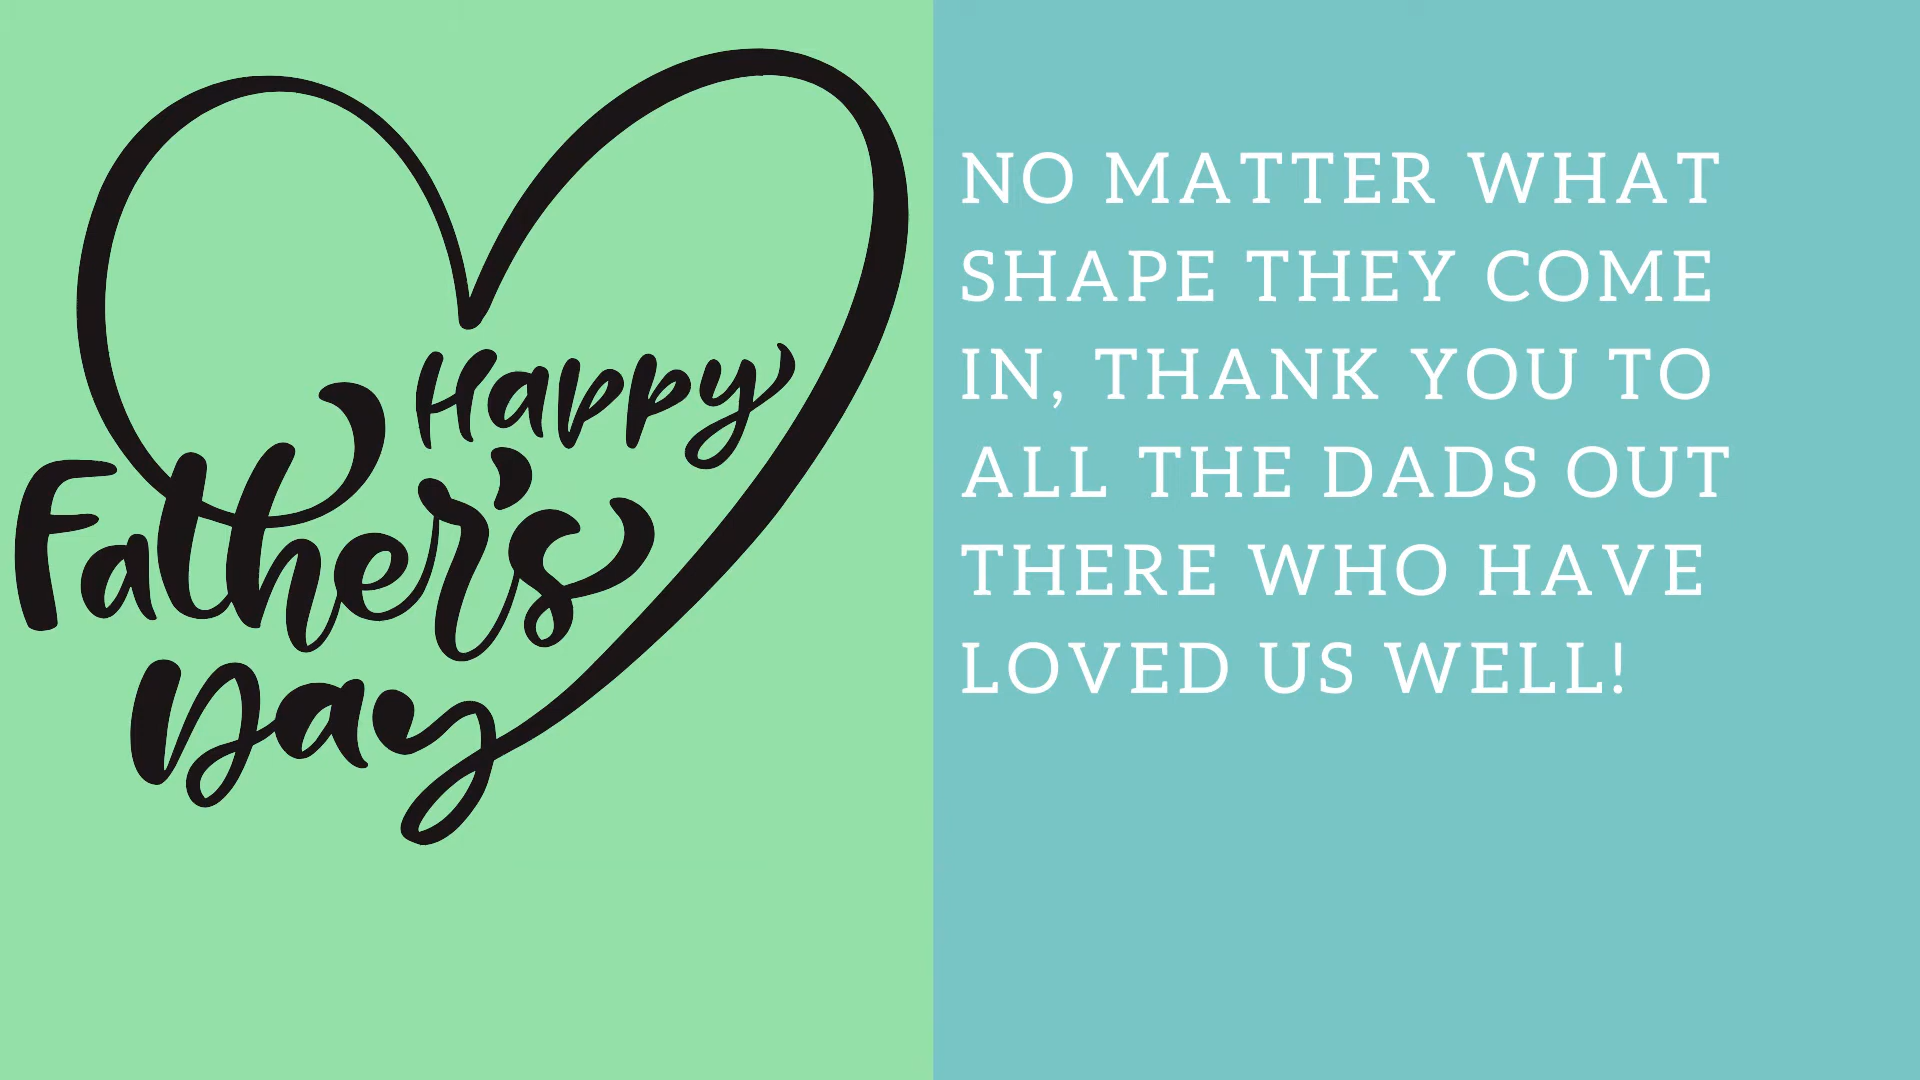 Happy
Father's
Day
NO MATTER WHAT
SHAPE THEY COME
IN, THANK YOU TO
ALL THE DADS OUT
THERE WHO HAVE
LOVED US WELL!